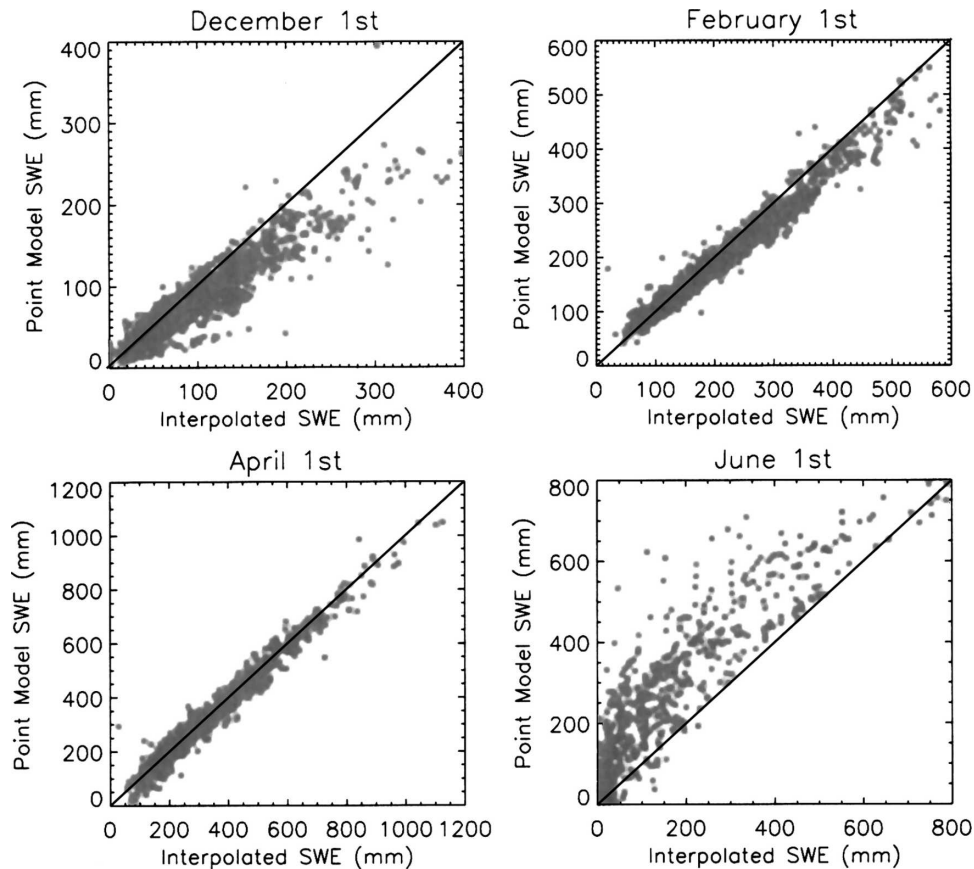 December 1st
400
300
200
100
0
Point Model SWE (mm)
0 100 200 300 400
Interpolated SWE (mm)
February 1st
600
500
400
300
200
100
0
Point Model SWE (mm)
0 100 200 300 400 500 600
Interpolated SWE (mm)
April 1st
1200
1000
800
600
400
200
0
Point Model SWE (mm)
0 200 400 600 800 1000 1200
Interpolated SWE (mm)
June 1st
800
600
400
200
0
Point Model SWE (mm)
0 200 400 600 800
Interpolated SWE (mm)